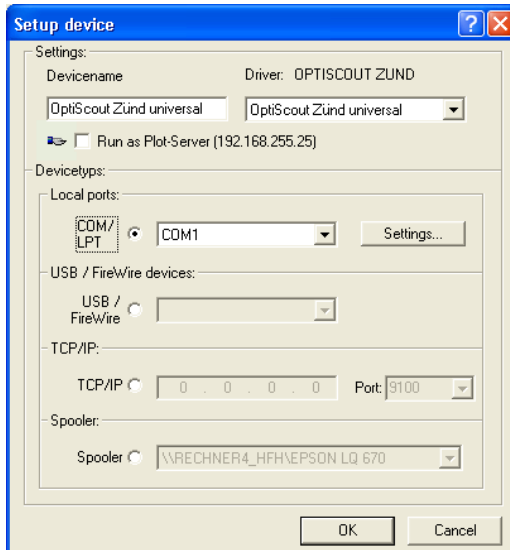 Setup device
Settings:
Devicename Driver: OPTISCOUT ZUND
OptiScout Zünd universal OptiScout Zünd universal
Run as Plot-Server (192.168.255.25)
Devicetyps:
Local ports:
COM/
LPT COM1 Settings...
USB / FireWire devices:
USB /
FireWire
TCP/IP:
TCP/IP 0 . 0 . 0 . 0 Port: 9100
Spooler:
Spooler \\RECHNER4_HFH\EPSON LQ 670
OK Cancel